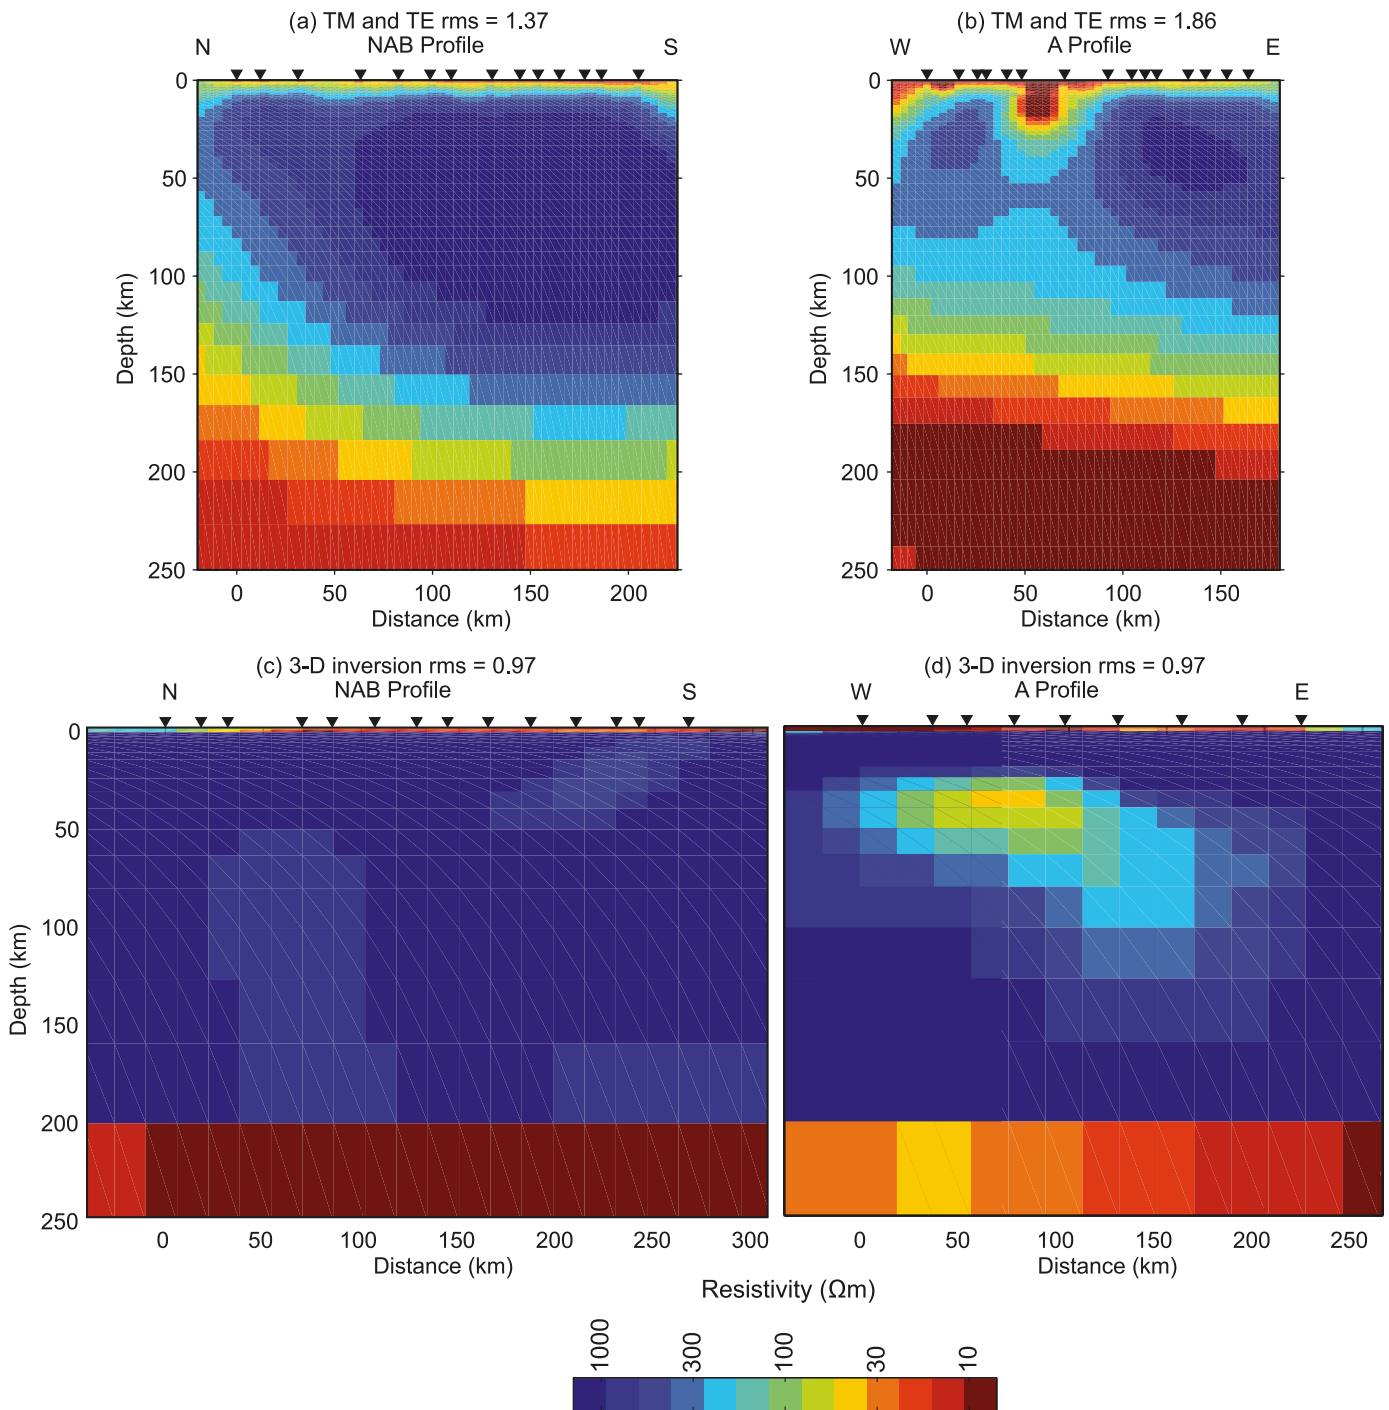 (a) TM and TE rms = 1.37
N NAB Profile S
0
50
100
150
200
250
Depth (km)
0 50 100 150 200
Distance (km)
(b) TM and TE rms = 1.86
W A Profile E
0
50
100
150
200
250
Depth (km)
0 50 100 150
Distance (km)
(c) 3-D inversion rms = 0.97
N NAB Profile S
0
50
100
150
200
250
Depth (km)
0 50 100 150 200 250 300
Distance (km)
(d) 3-D inversion rms = 0.97
W A Profile E
0 50 100 150 200 250
Distance (km)
Resistivity (Ωm)
1000 300 100 30 10